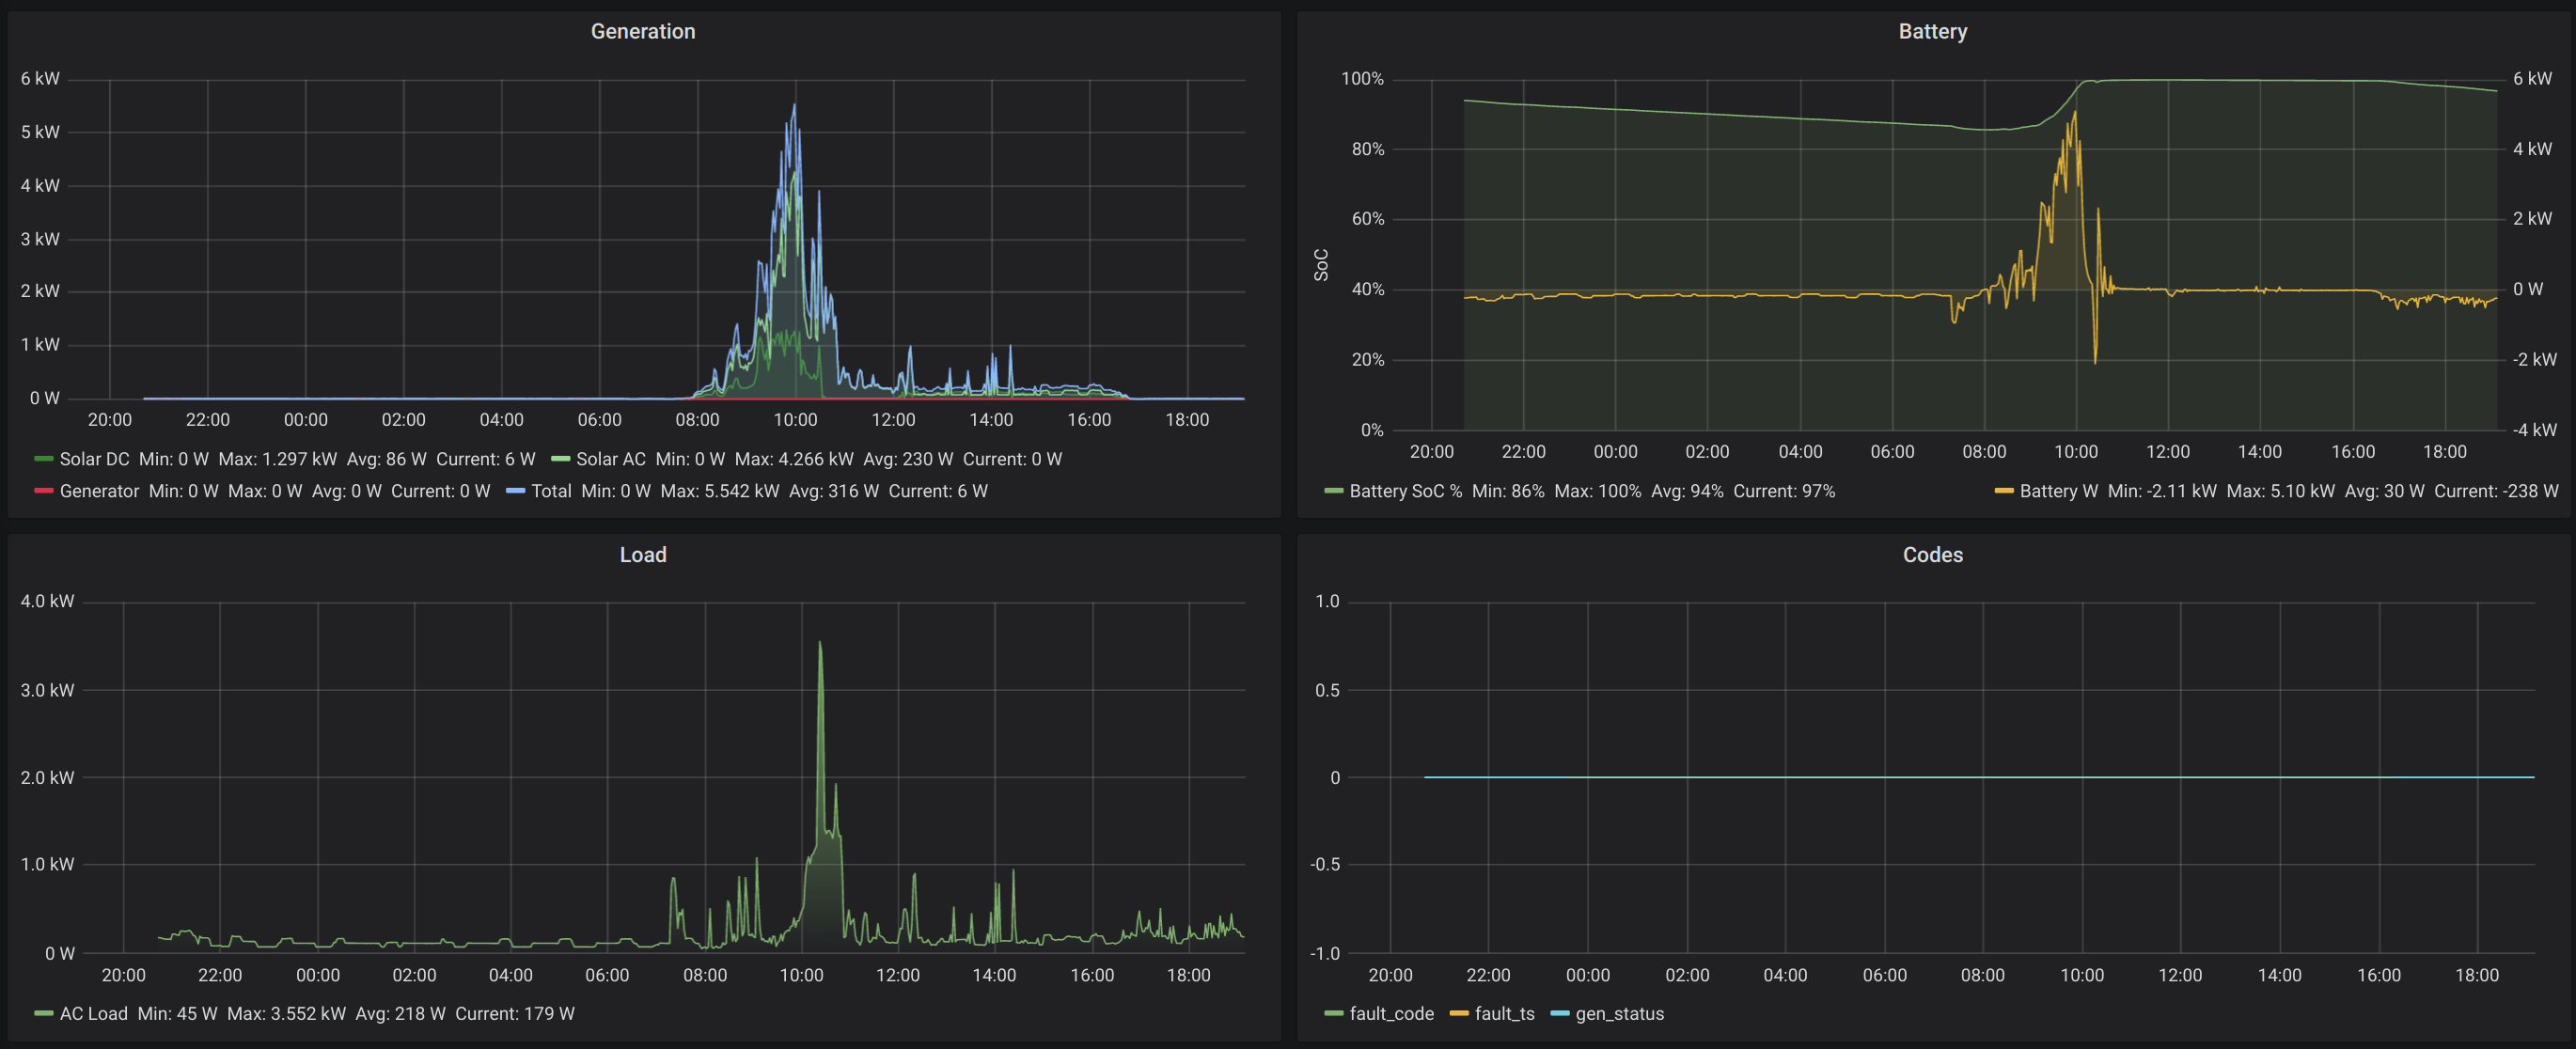 Generation
6 kW
5 kW
4 kW
3 kW
2 kW
1 kW
0 W
20:00 22:00 00:00 02:00 04:00 06:00 08:00 10:00 12:00 14:00 16:00 18:00
Solar DC Min: 0 W Max: 1.297 kW Avg: 86 W Current: 6 W Solar AC Min: 0 W Max: 4.266 kW Avg: 230 W Current: 0 W
Generator Min: 0 W Max: 0 W Avg: 0 W Current: 0 W Total Min: 0 W Max: 5.542 kW Avg: 316 W Current: 6 W
Battery
SoC
100% 6 kW
80% 4 kW
60% 2 kW
40% 0 W
20% -2 kW
0% -4 kW
20:00 22:00 00:00 02:00 04:00 06:00 08:00 10:00 12:00 14:00 16:00 18:00
Battery SoC % Min: 86% Max: 100% Avg: 94% Current: 97% Battery W Min: -2.11 kW Max: 5.10 kW Avg: 30 W Current: -238 W
Load
4.0 kW
3.0 kW
2.0 kW
1.0 kW
0 W
20:00 22:00 00:00 02:00 04:00 06:00 08:00 10:00 12:00 14:00 16:00 18:00
AC Load Min: 45 W Max: 3.552 kW Avg: 218 W Current: 179 W
Codes
1.0
0.5
0
-0.5
-1.0
20:00 22:00 00:00 02:00 04:00 06:00 08:00 10:00 12:00 14:00 16:00 18:00
fault_code fault_ts gen_status